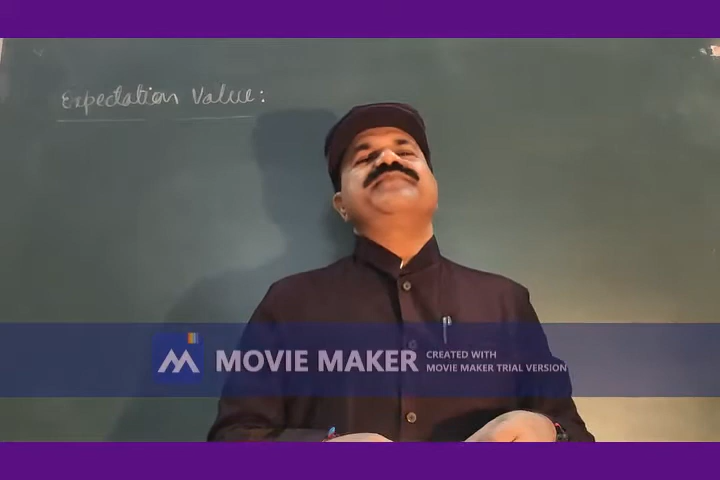 Expectation Value:
MOVIE MAKER
CREATED WITH
MOVIE MAKER TRIAL VERSION